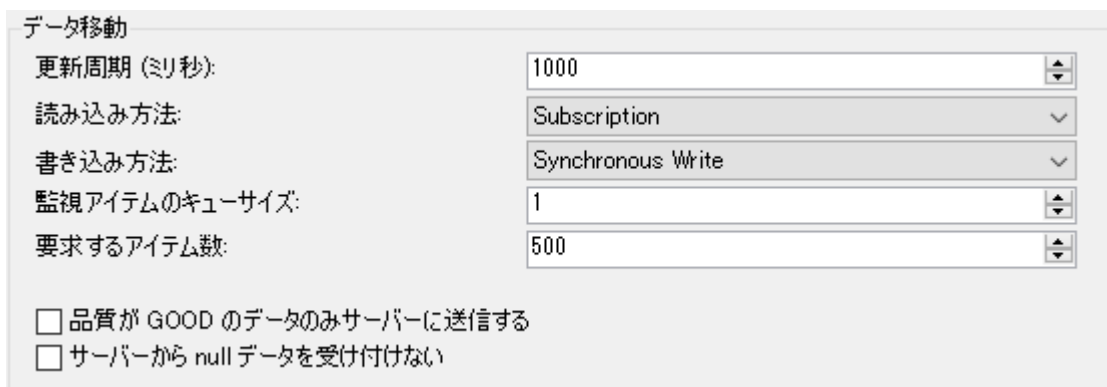 データ移動
更新周期 (ミリ秒): 1000
読み込み方法: Subscription
書き込み方法: Synchronous Write
監視アイテムのキューサイズ: 1
要求するアイテム数: 500
品質が GOOD のデータのみサーバーに送信する
サーバーから null データを受け付けない